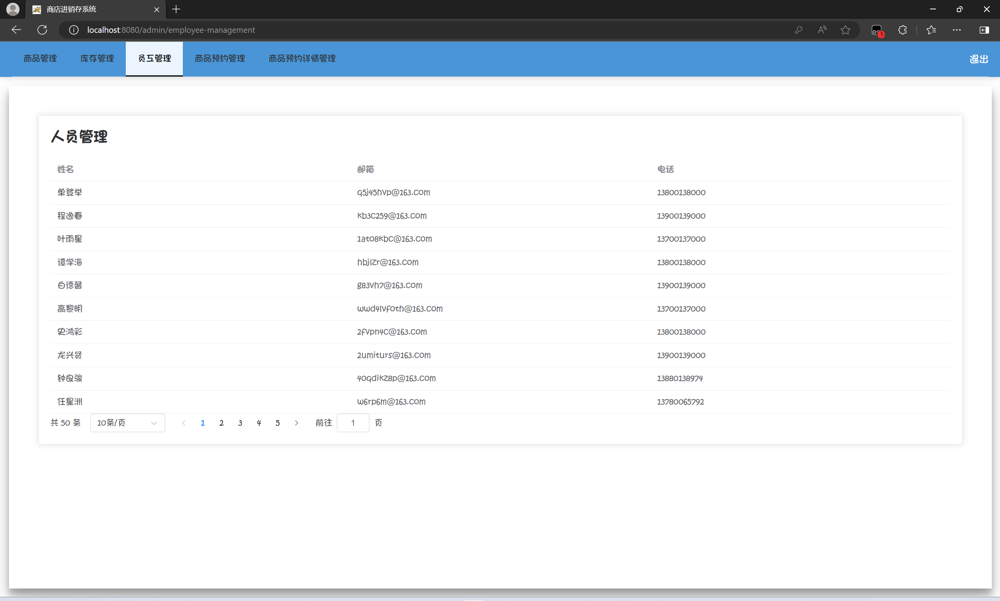 商店进销存系统
localhost:8080/admin/employee-management
1
商品管理 库存管理 员工管理 商品预约管理 商品预约详情管理 退出
人员管理
姓名 邮箱 电话
单登举 q5j45hvp@163.com 13800138000
程逸春 kb3c259@163.com 13900139000
叶雨星 1ato8kbc@163.com 13700137000
谭学海 hbjlzr@163.com 13800138000
白德馨 g83vh7@163.com 13900139000
高黎明 wwd4lvfoth@163.com 13700137000
史鸿彩 2fvpn4c@163.com 13800138000
龙兴贤 2umiturs@163.com 13900139000
钟良骏 40qdikz8p@163.com 13880138974
任星洲 w6rp6m@163.com 13780065792
共 50 条 10条/页 1 2 3 4 5 前往 1 页